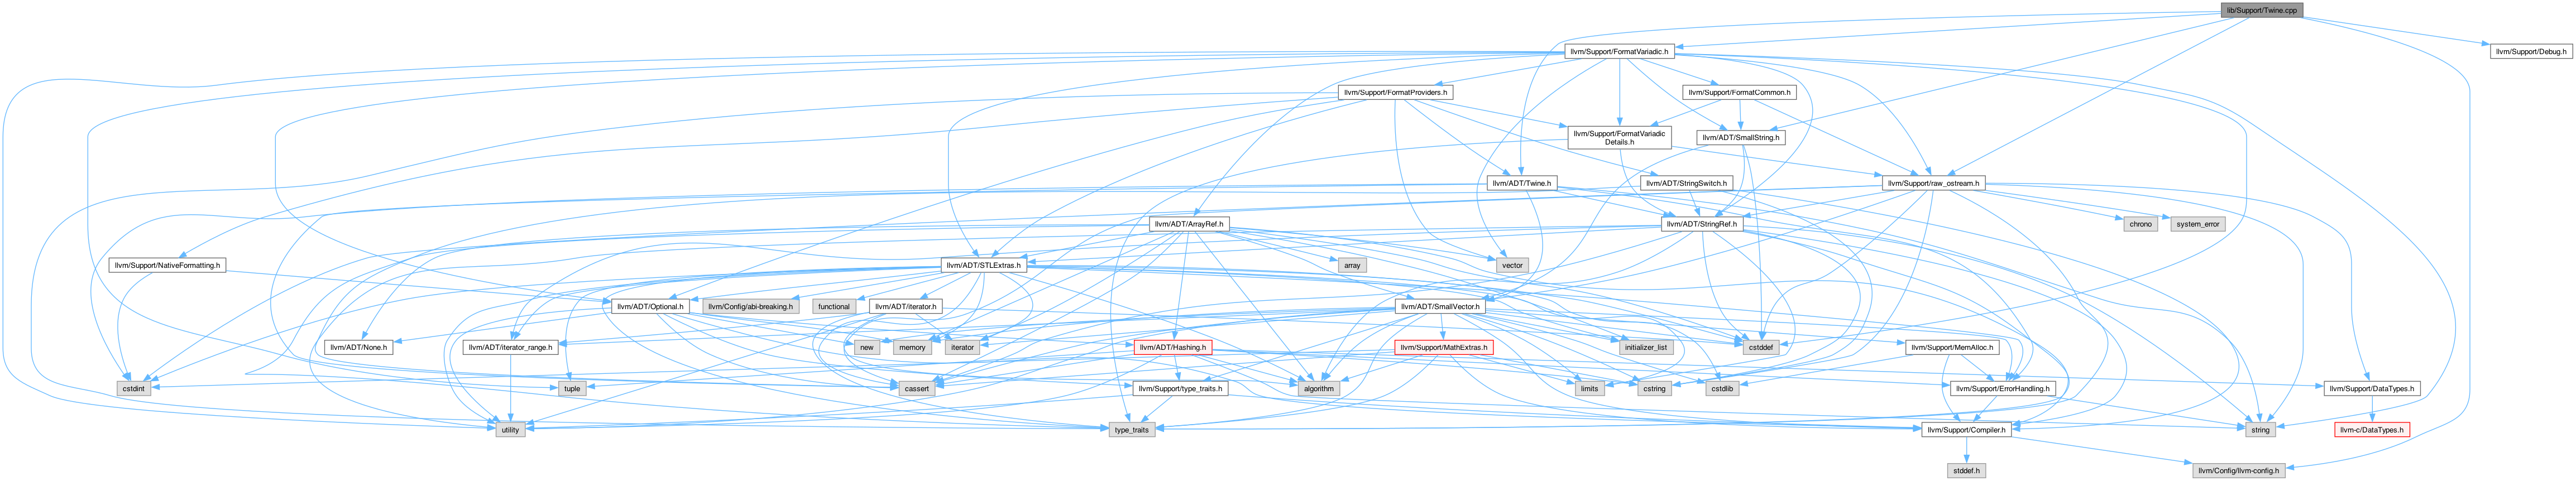 lib/Support/Twine.cpp
llvm/Support/FormatVariadic.h
llvm/Support/Debug.h
llvm/Support/FormatProviders.h
llvm/Support/FormatCommon.h
llvm/Support/FormatVariadic
Details.h
llvm/ADT/SmallString.h
llvm/ADT/Twine.h
llvm/ADT/StringSwitch.h
llvm/Support/raw_ostream.h
llvm/ADT/ArrayRef.h
llvm/ADT/StringRef.h
chrono
system_error
llvm/Support/NativeFormatting.h
llvm/ADT/STLExtras.h
array
vector
llvm/ADT/Optional.h
llvm/Config/abi-breaking.h
functional
llvm/ADT/iterator.h
llvm/ADT/SmallVector.h
llvm/ADT/None.h
llvm/ADT/iterator_range.h
new
memory
iterator
llvm/ADT/Hashing.h
llvm/Support/MathExtras.h
initializer_list
cstddef
llvm/Support/MemAlloc.h
cstdint
tuple
cassert
llvm/Support/type_traits.h
algorithm
limits
cstring
cstdlib
llvm/Support/ErrorHandling.h
llvm/Support/DataTypes.h
utility
type_traits
llvm/Support/Compiler.h
string
llvm-c/DataTypes.h
stddef.h
llvm/Config/llvm-config.h